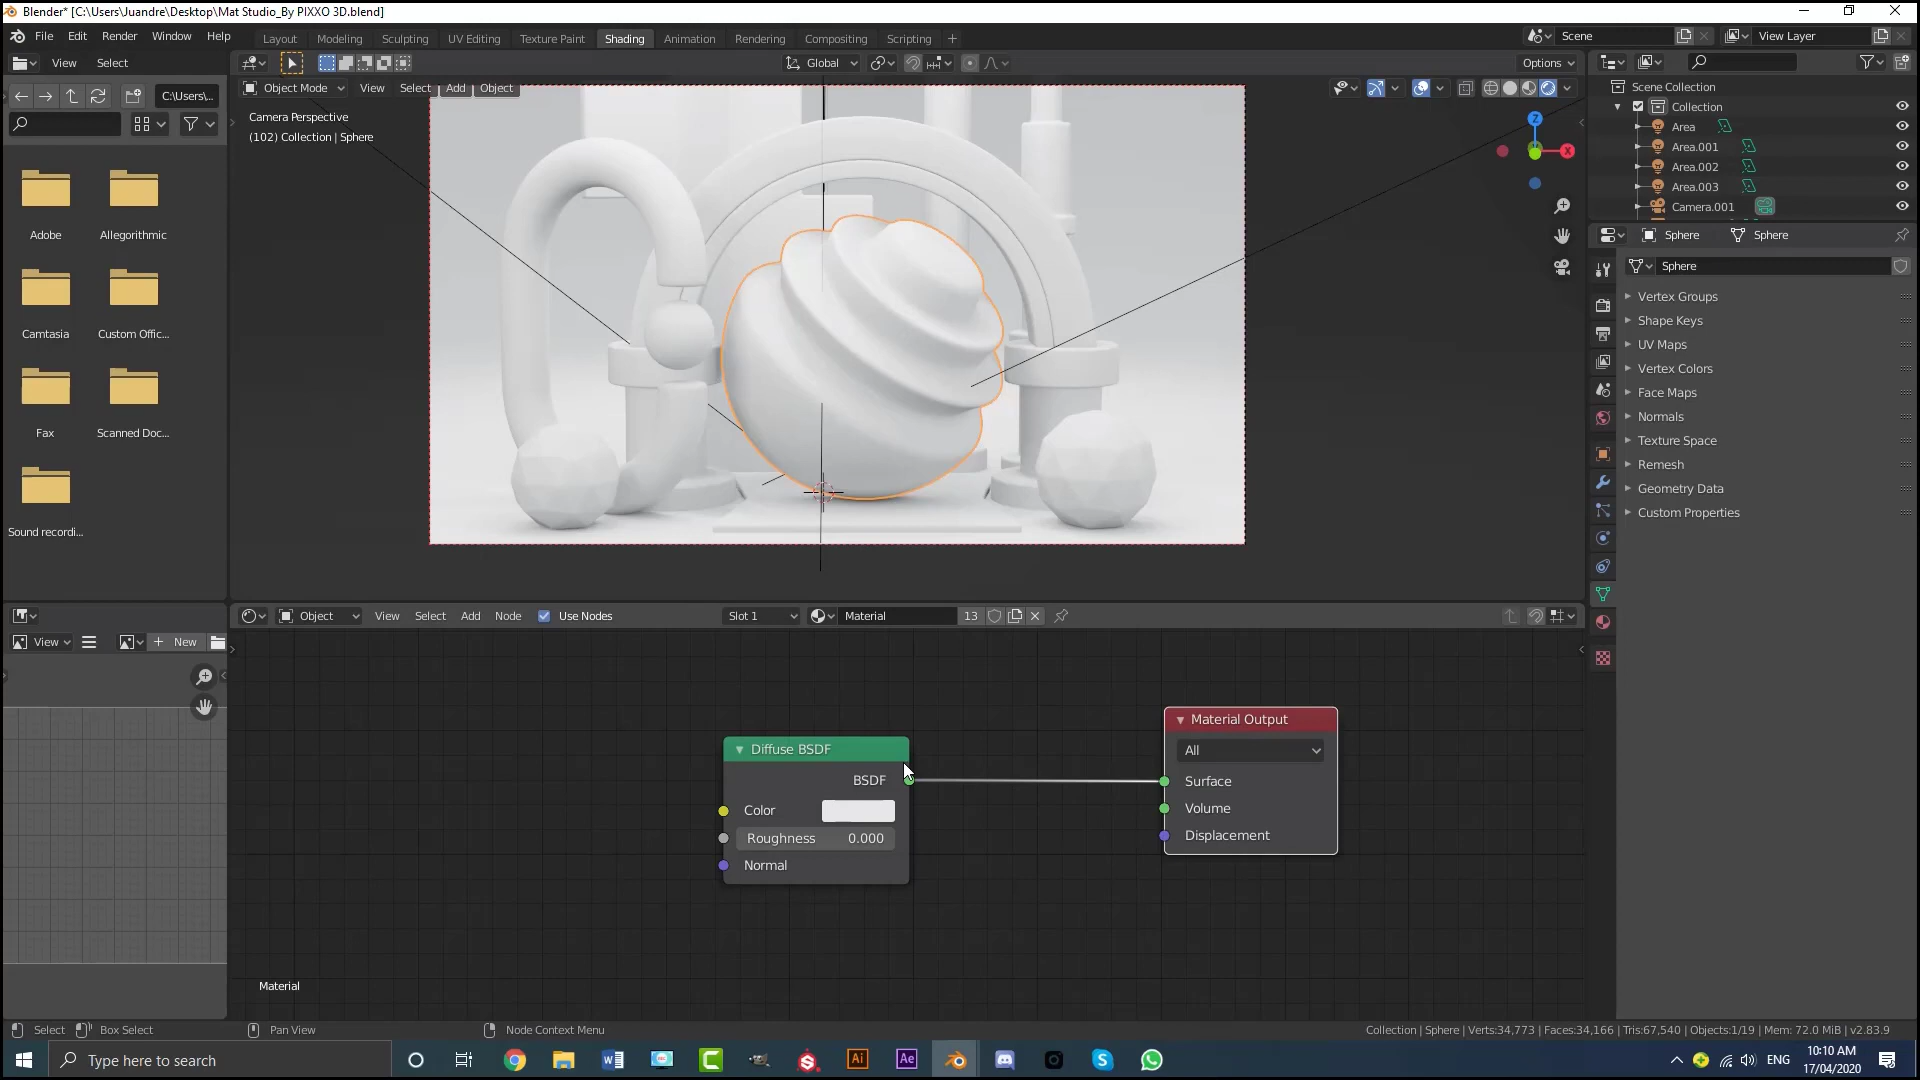 Blender* [C:\Users\Juandre\Desktop\Mat Studio_By PIXXO 3D.blend]
File Edit Render Window Help
Layout Modeling Sculpting UV Editing Texture Paint Shading Animation Rendering Compositing Scripting +
Scene
View Layer
View Select
Global
Options
Object Mode View Select Add Object
C:\Users\..
Camera Perspective
(102) Collection | Sphere
Z
X
Adobe
Allegorithmic
Camtasia
Custom Offic...
Fax
Scanned Doc...
Sound recordi...
Scene Collection
Collection
Area
Area.001
Area.002
Area.003
Camera.001
Sphere Sphere
Sphere
Vertex Groups
Shape Keys
UV Maps
Vertex Colors
Face Maps
Normals
Texture Space
Remesh
Geometry Data
Custom Properties
View
+ New
Object View Select Add Node Use Nodes
Slot 1
Material 13
Diffuse BSDF
BSDF
Color
Roughness 0.000
Normal
Material Output
All
Surface
Volume
Displacement
Material
Select Box Select Pan View Node Context Menu
Collection | Sphere | Verts:34,773 | Faces:34,166 | Tris:67,540 | Objects:1/19 | Mem: 72.0 MiB | v2.83.9
Type here to search
Ai
Ae
ENG
10:10 AM
17/04/2020